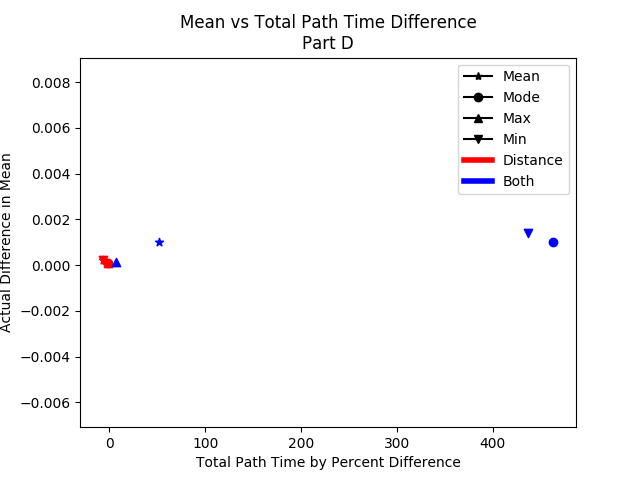 Mean vs Total Path Time Difference
Part D
Mean
Mode
Max
Min
Distance
Both
0.008
0.006
0.004
0.002
0.000
−0.002
−0.004
−0.006
Actual Difference in Mean
0
100
200
300
400
Total Path Time by Percent Difference